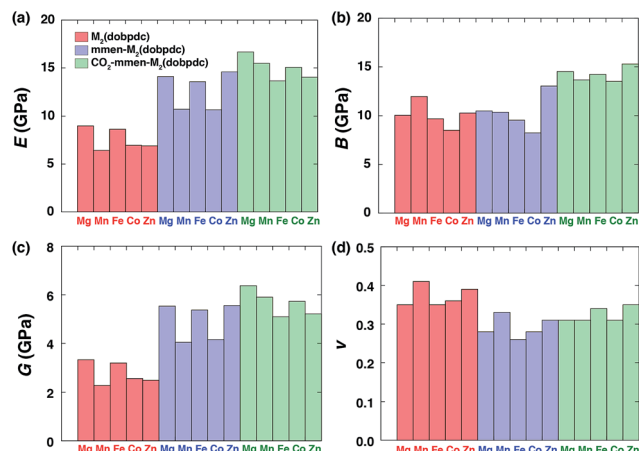 (a)
20
15
10
5
0
E (GPa)
M2(dobpdc)
mmen-M2(dobpdc)
CO2-mmen-M2(dobpdc)
Mg Mn Fe Co Zn Mg Mn Fe Co Zn Mg Mn Fe Co Zn
(b)
20
15
10
5
0
B (GPa)
Mg Mn Fe Co Zn Mg Mn Fe Co Zn Mg Mn Fe Co Zn
(c)
8
6
4
2
0
G (GPa)
Mg Mn Fe Co Zn Mg Mn Fe Co Zn Mg Mn Fe Co Zn
(d)
0.5
0.4
0.3
0.2
0.1
0.0
ν
Mg Mn Fe Co Zn Mg Mn Fe Co Zn Mg Mn Fe Co Zn